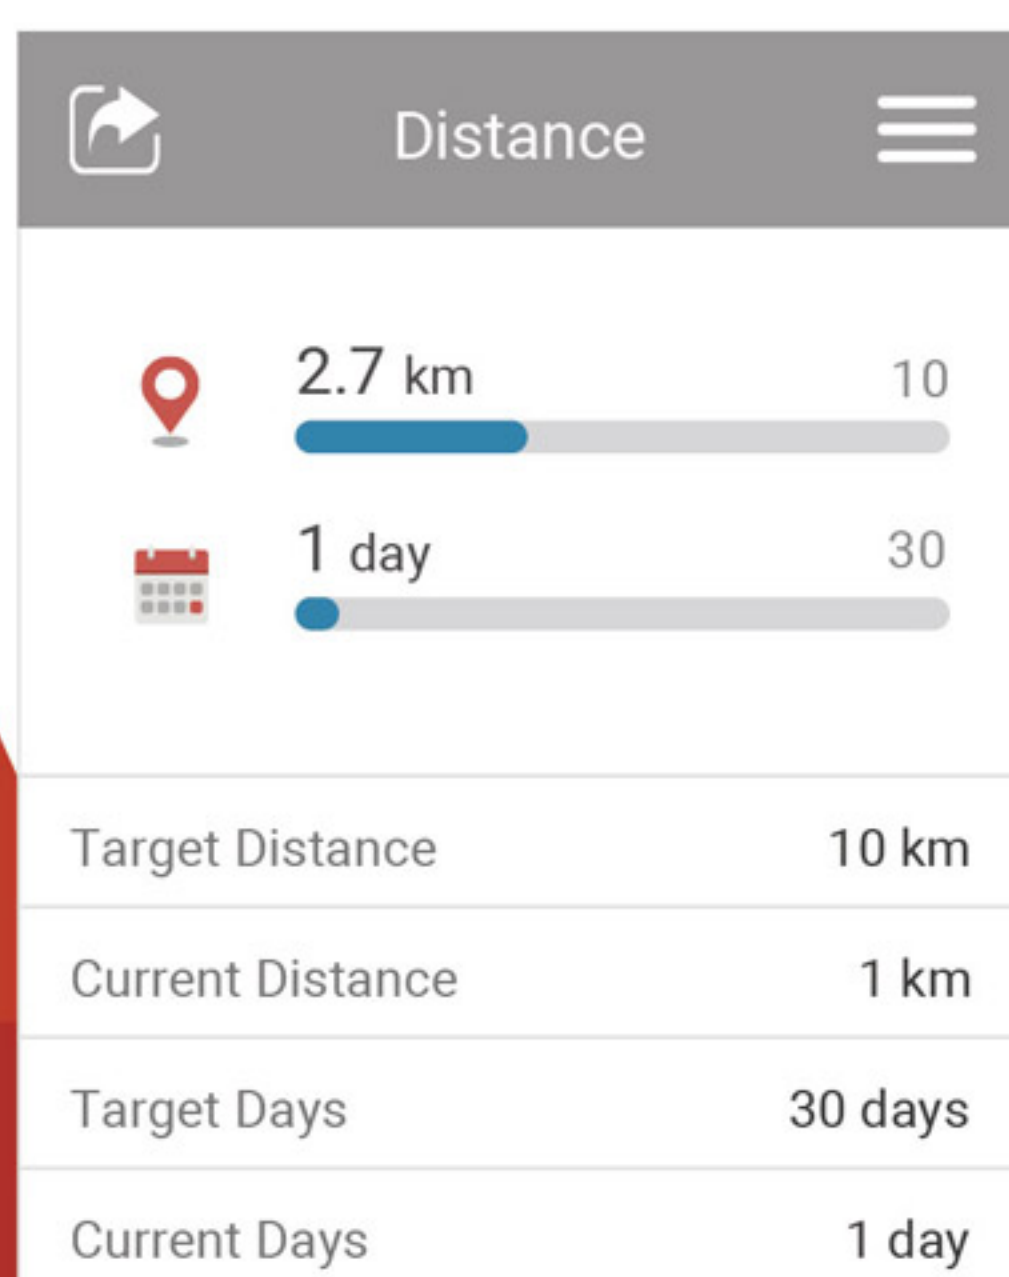 Distance
2.7 km 10
1 day 30
Target Distance 10 km
Current Distance 1 km
Target Days 30 days
Current Days 1 day